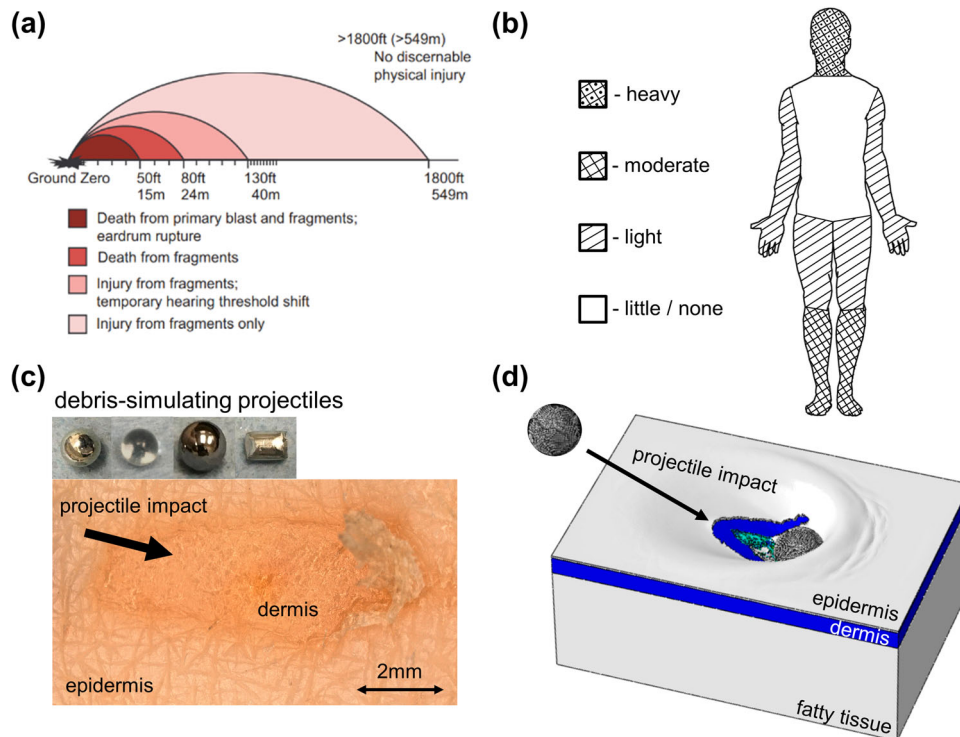 (a)
>1800ft (>549m)
No discernable
physical injury
Ground Zero
50ft
15m
80ft
24m
130ft
40m
1800ft
549m
Death from primary blast and fragments;
eardrum rupture
Death from fragments
Injury from fragments;
temporary hearing threshold shift
Injury from fragments only
(b)
- heavy
- moderate
- light
- little / none
(c)
debris-simulating projectiles
projectile impact
dermis
2mm
epidermis
(d)
projectile impact
epidermis
dermis
fatty tissue